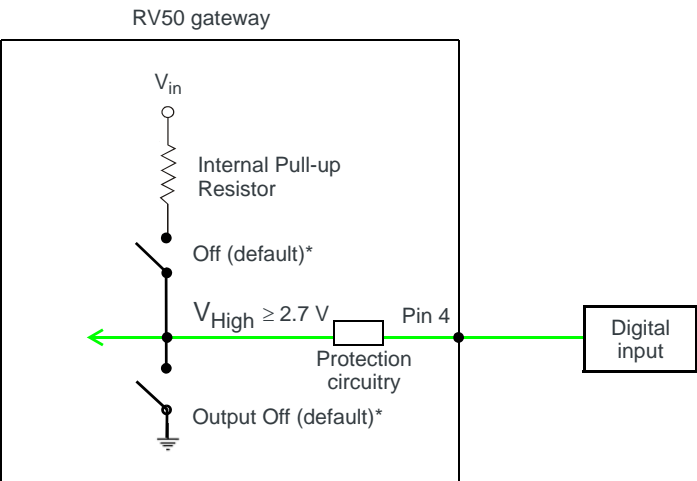 RV50 gateway
Vin
Internal Pull-up
Resistor
Off (default)*
VHigh ≥ 2.7 V
Pin 4
Digital
input
Protection
circuitry
Output Off (default)*